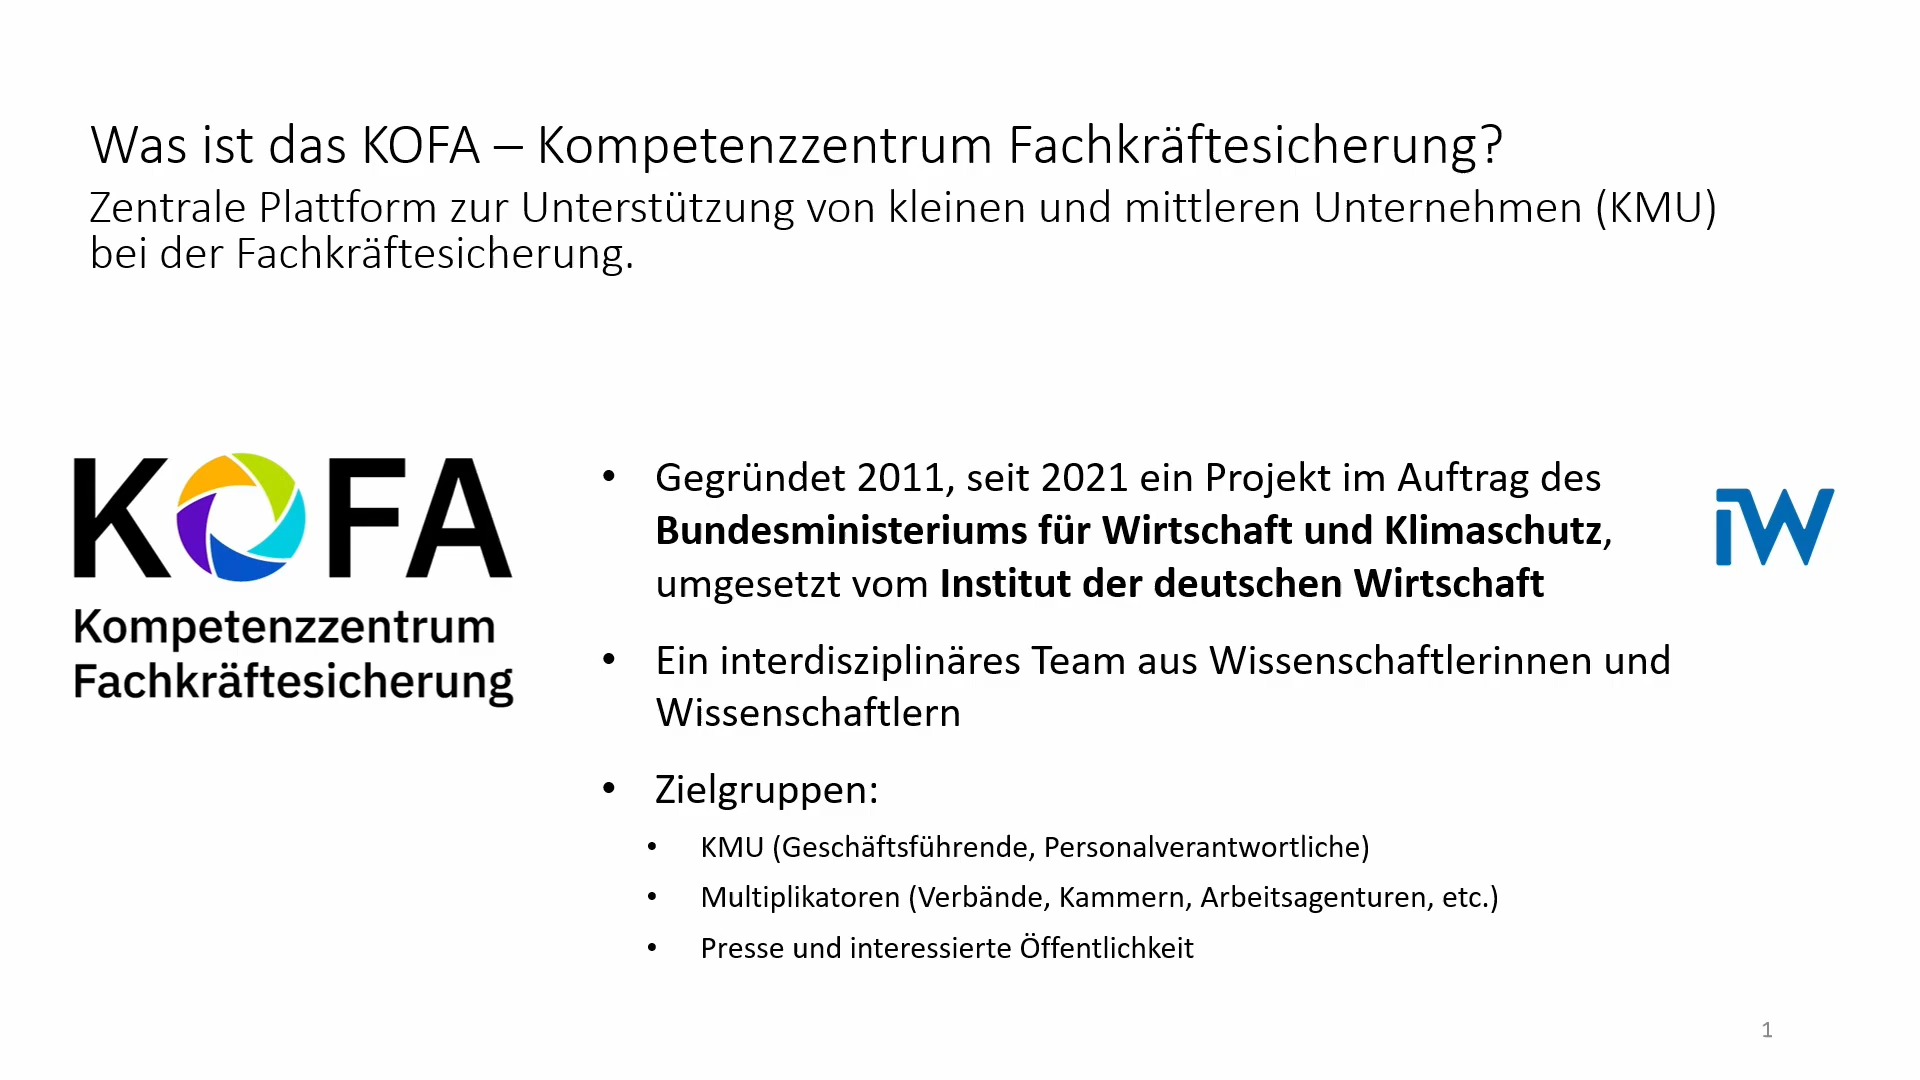 Was ist das KOFA – Kompetenzzentrum Fachkräftesicherung?
Zentrale Plattform zur Unterstützung von kleinen und mittleren Unternehmen (KMU)
bei der Fachkräftesicherung.
KOFA
Kompetenzzentrum
Fachkräftesicherung
• Gegründet 2011, seit 2021 ein Projekt im Auftrag des
Bundesministeriums für Wirtschaft und Klimaschutz,
umgesetzt vom Institut der deutschen Wirtschaft
• Ein interdisziplinäres Team aus Wissenschaftlerinnen und
Wissenschaftlern
• Zielgruppen:
• KMU (Geschäftsführende, Personalverantwortliche)
• Multiplikatoren (Verbände, Kammern, Arbeitsagenturen, etc.)
• Presse und interessierte Öffentlichkeit
iW
1